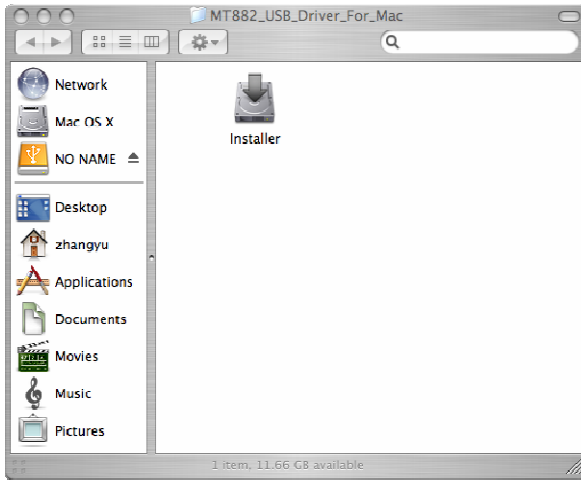 MT882_USB_Driver_For_Mac
Network
Mac OS X
NO NAME
Desktop
zhangyu
Applications
Documents
Movies
Music
Pictures
Installer
1 item, 11.66 GB available